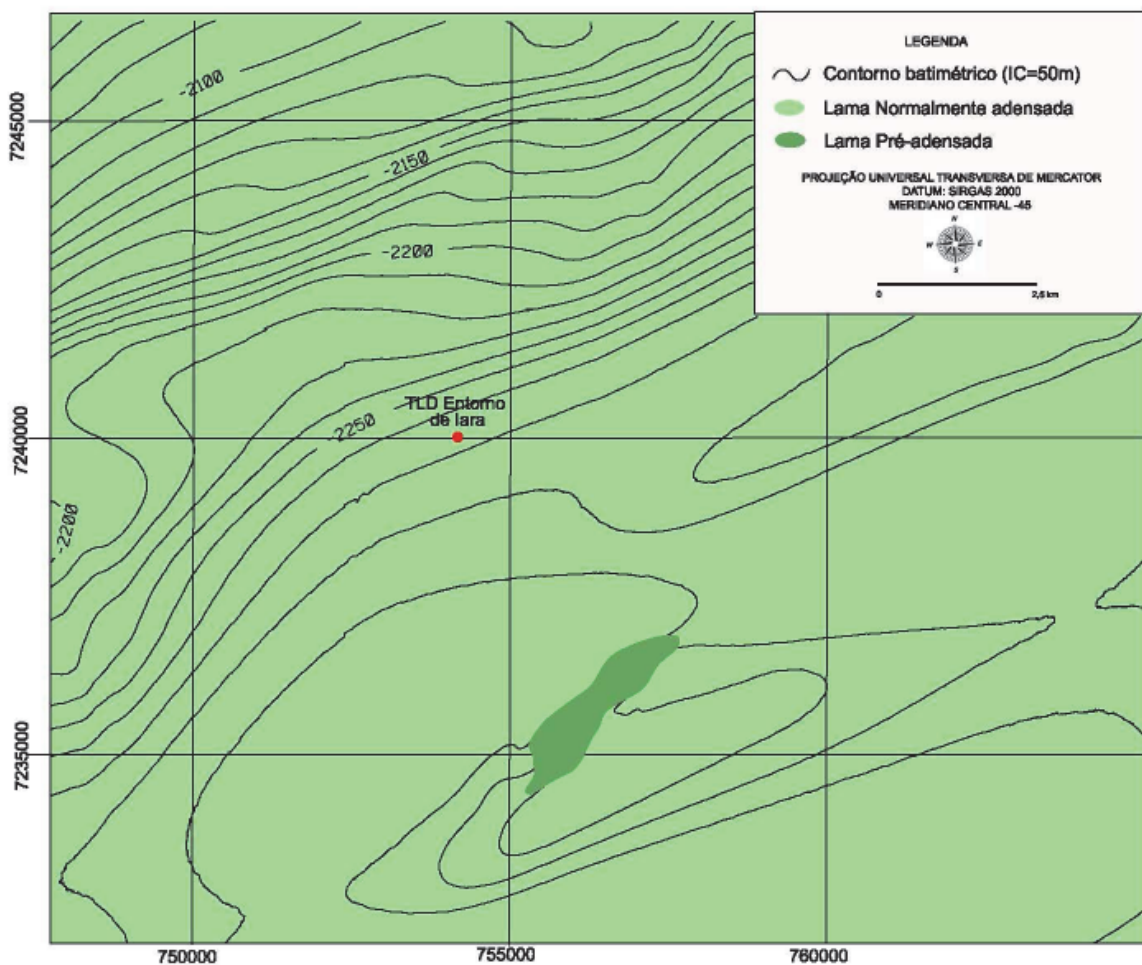 -2100
-2150
-2200
-2250
-2200
TLD Entorno
de Iara
LEGENDA
Contorno batimétrico (IC=50m)
Lama Normalmente adensada
Lama Pré-adensada
PROJEÇÃO UNIVERSAL TRANSVERSA DE MERCATOR
DATUM: SIRGAS 2000
MERIDIANO CENTRAL -45
N
W
E
S
0
2,5 km
7245000
7240000
7235000
750000
755000
760000